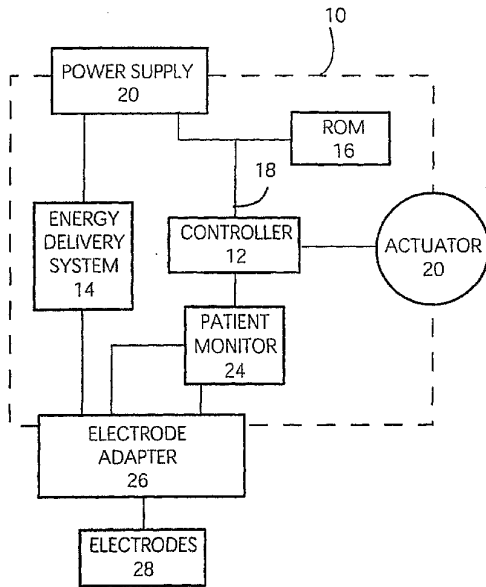 10
POWER SUPPLY
20
ROM
16
18
ENERGY
DELIVERY
SYSTEM
14
CONTROLLER
12
ACTUATOR
20
PATIENT
MONITOR
24
ELECTRODE
ADAPTER
26
ELECTRODES
28